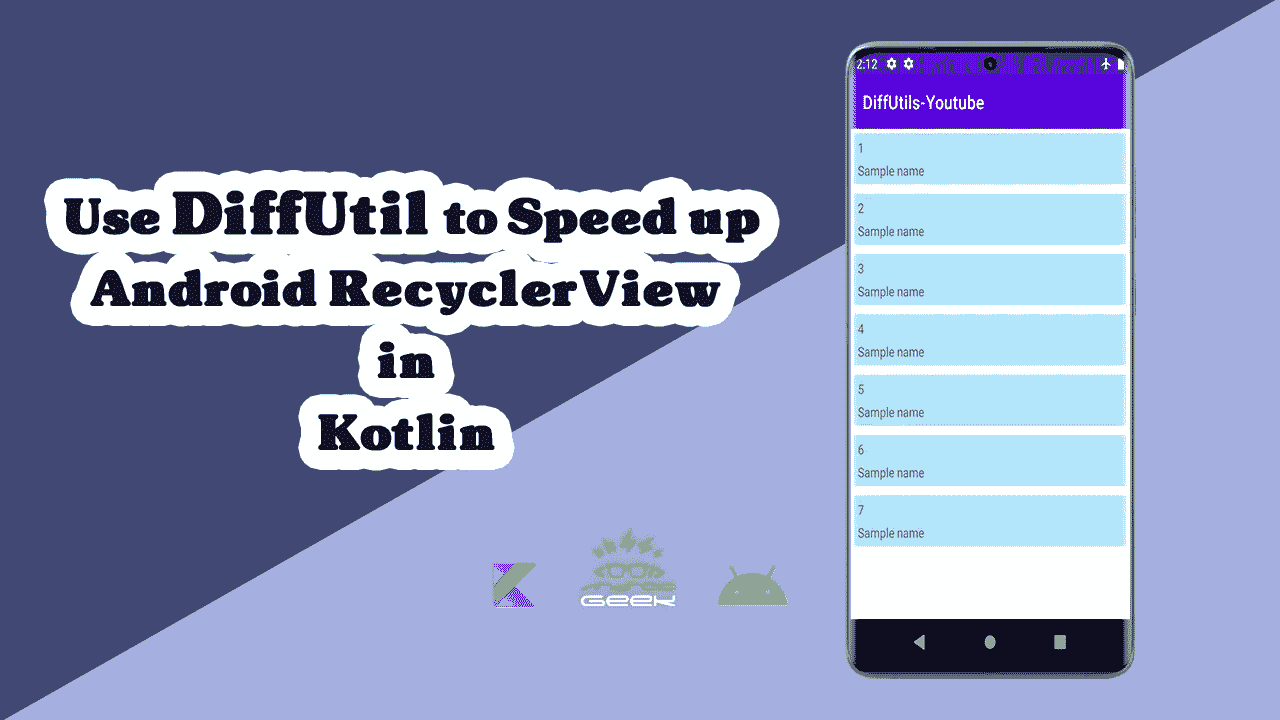 Use DiffUtil to Speed up
Android RecyclerView
in
Kotlin
GEEK
2:12
DiffUtils-Youtube
1
Sample name
2
Sample name
3
Sample name
4
Sample name
5
Sample name
6
Sample name
7
Sample name